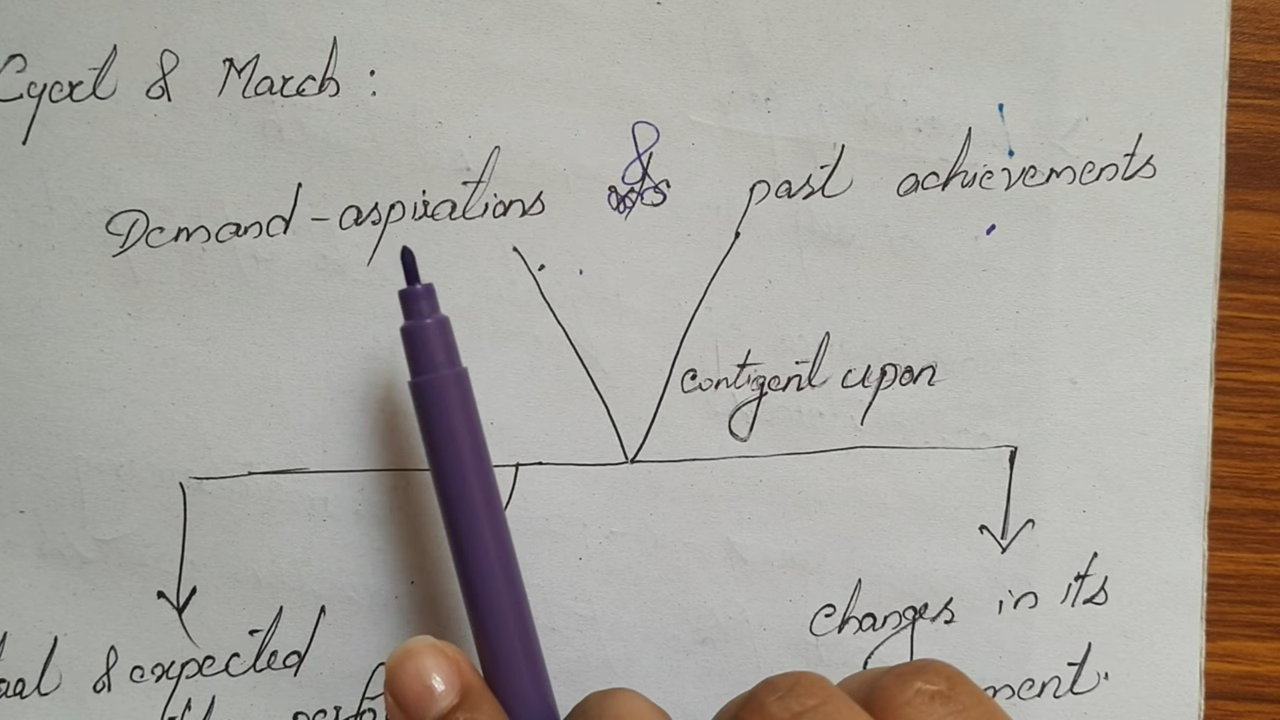 Cyert & March :
Demand-aspirations & past achievements
contigent upon
changes in its
& expected